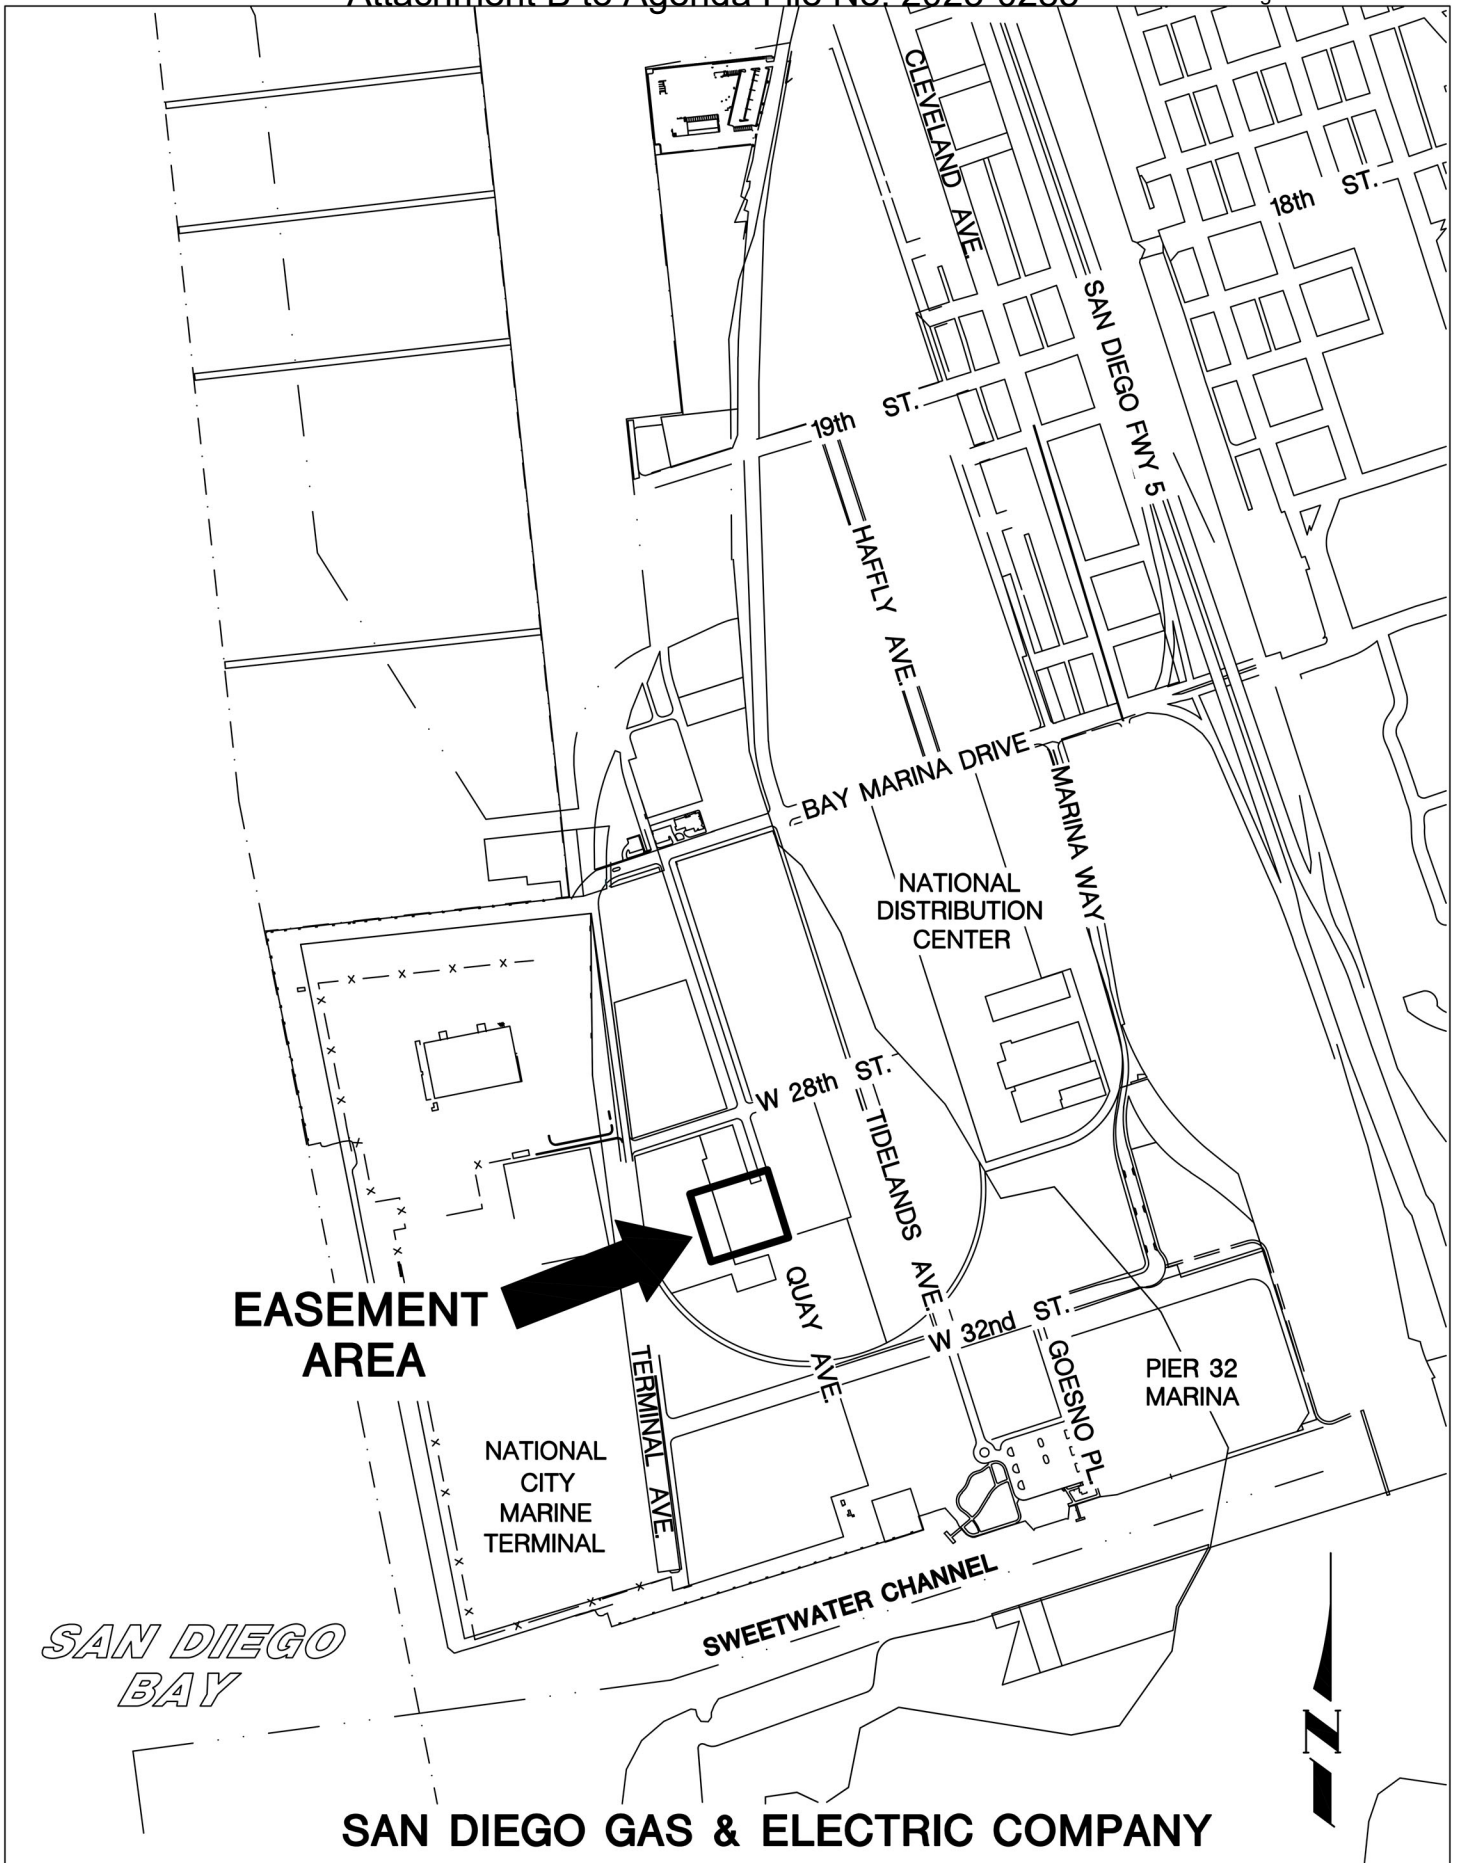 CLEVELAND AVE.
18th ST.
SAN DIEGO FWY 5
19th ST.
HAFFLY AVE.
BAY MARINA DRIVE
MARINA WAY
NATIONAL
DISTRIBUTION
CENTER
W 28th ST.
TIDELANDS AVE.
EASEMENT
AREA
QUAY AVE.
W 32nd ST.
GOESNO PL
PIER 32
MARINA
TERMINAL AVE.
NATIONAL
CITY
MARINE
TERMINAL
SWEETWATER CHANNEL
SAN DIEGO
BAY
N
SAN DIEGO GAS & ELECTRIC COMPANY